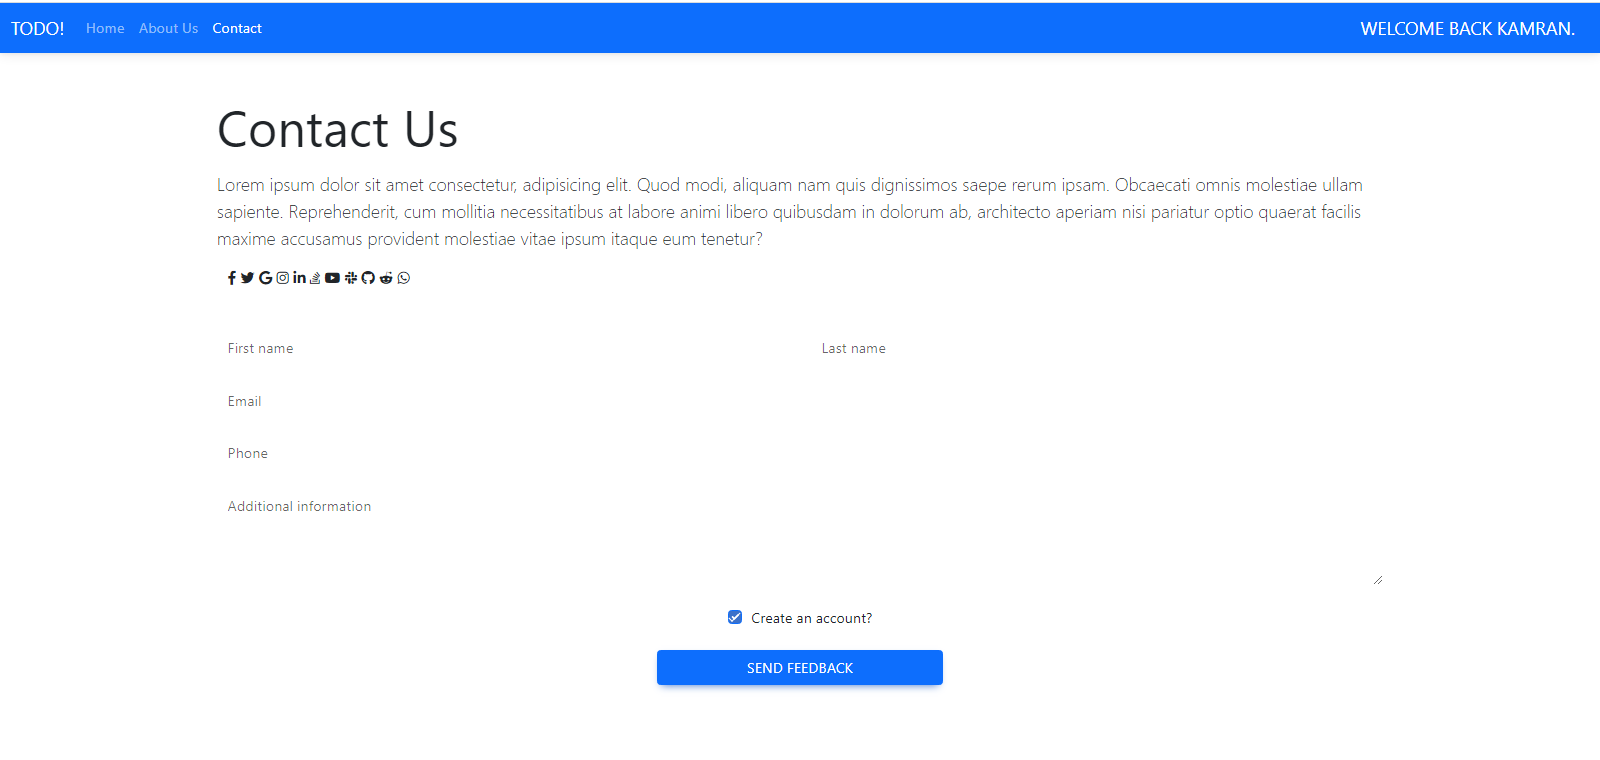 TODO! Home About Us Contact WELCOME BACK KAMRAN.
Contact Us
Lorem ipsum dolor sit amet consectetur, adipisicing elit. Quod modi, aliquam nam quis dignissimos saepe rerum ipsam. Obcaecati omnis molestiae ullam
sapiente. Reprehenderit, cum mollitia necessitatibus at labore animi libero quibusdam in dolorum ab, architecto aperiam nisi pariatur optio quaerat facilis
maxime accusamus provident molestiae vitae ipsum itaque eum tenetur?
First name Last name
Email
Phone
Additional information
Create an account?
SEND FEEDBACK